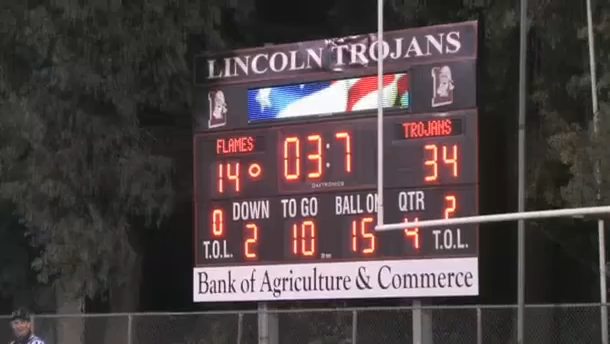 LINCOLN TROJANS
FLAMES
14
03:7
TROJANS
34
DAKTRONICS
0 DOWN TO GO BALL ON QTR 2
T.O.L. 2 10 15 4 T.O.L.
Bank of Agriculture & Commerce